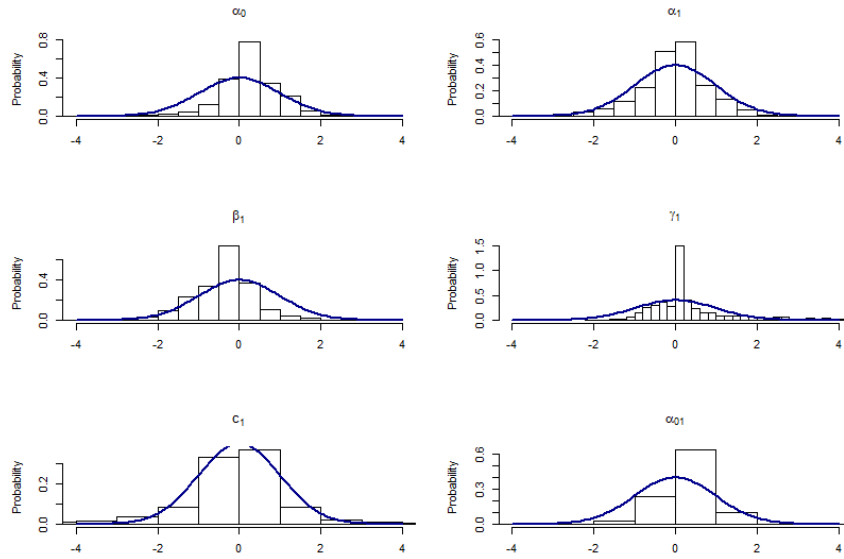 α0 α1
Probability 0.0 0.4 0.8 -4 -2 0 2 4
Probability 0.0 0.2 0.4 0.6 -4 -2 0 2 4
β1 γ1
Probability 0.0 0.4 -4 -2 0 2 4
Probability 0.0 0.5 1.0 1.5 -4 -2 0 2 4
c1 α01
Probability 0.0 0.2 -4 -2 0 2 4
Probability 0.0 0.3 0.6 -4 -2 0 2 4